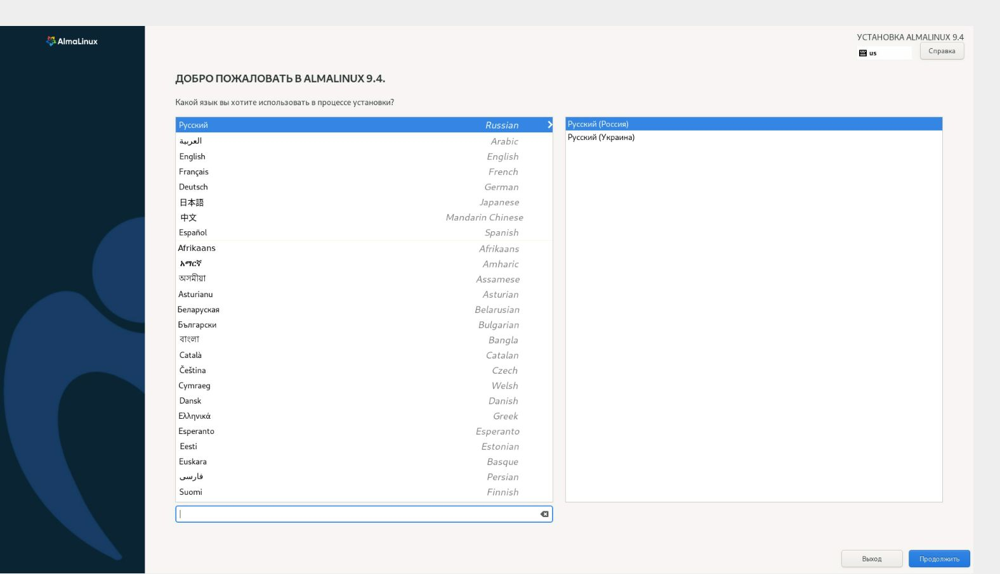 AlmaLinux
УСТАНОВКА ALMALINUX 9.4
us
Справка
ДОБРО ПОЖАЛОВАТЬ В ALMALINUX 9.4.
Какой язык вы хотите использовать в процессе установки?
Русский Russian
العربية Arabic
English English
Français French
Deutsch German
日本語 Japanese
中文 Mandarin Chinese
Español Spanish
Afrikaans Afrikaans
አማርኛ Amharic
অসমীয়া Assamese
Asturianu Asturian
Беларуская Belarusian
Български Bulgarian
বাংলা Bangla
Català Catalan
Čeština Czech
Cymraeg Welsh
Dansk Danish
Ελληνικά Greek
Esperanto Esperanto
Eesti Estonian
Euskara Basque
فارسی Persian
Suomi Finnish
Русский (Россия)
Русский (Украина)
Выход
Продолжить